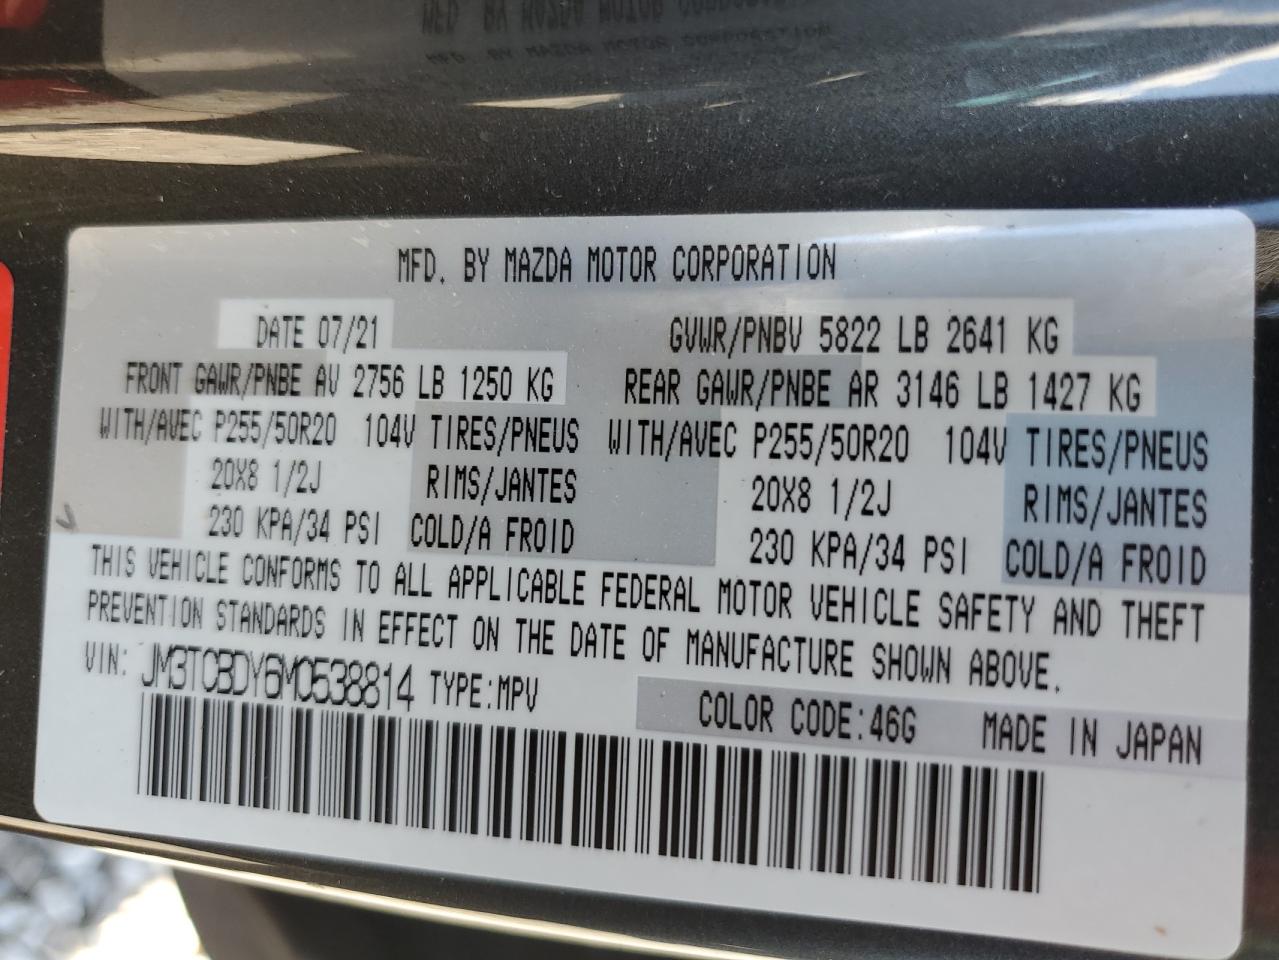 MFD. BY MAZDA MOTOR CORPORATION
DATE 07/21 GVWR/PNBV 5822 LB 2641 KG
FRONT GAWR/PNBE AV 2756 LB 1250 KG REAR GAWR/PNBE AR 3146 LB 1427 KG
WITH/AVEC P255/50R20 104V TIRES/PNEUS WITH/AVEC P255/50R20 104V TIRES/PNEUS
20X8 1/2J RIMS/JANTES 20X8 1/2J RIMS/JANTES
230 KPA/34 PSI COLD/A FROID 230 KPA/34 PSI COLD/A FROID
THIS VEHICLE CONFORMS TO ALL APPLICABLE FEDERAL MOTOR VEHICLE SAFETY AND THEFT
PREVENTION STANDARDS IN EFFECT ON THE DATE OF MANUFACTURE SHOWN ABOVE.
VIN: JM3TCBDY6M0538814 TYPE:MPV COLOR CODE:46G MADE IN JAPAN